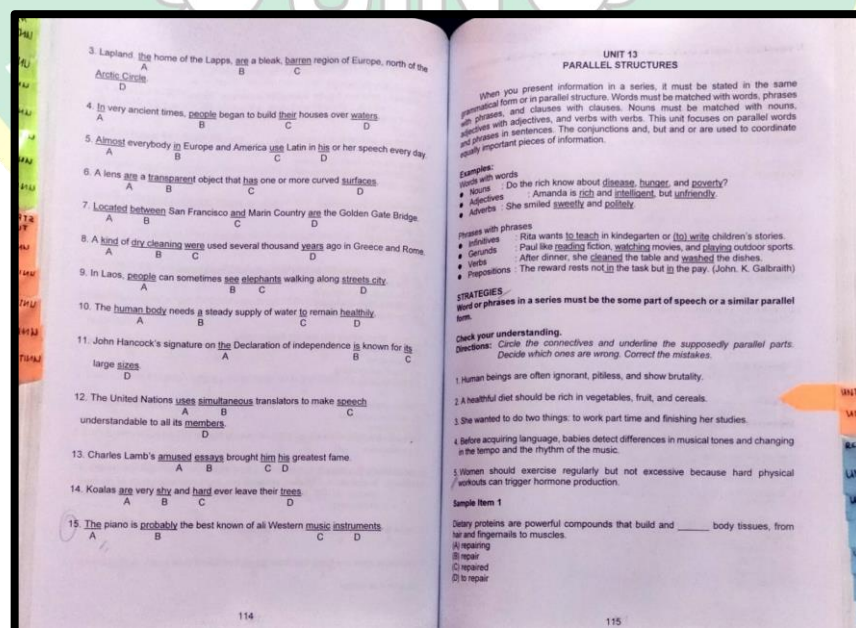 3. Lapland, the home of the Lapps, are a bleak, barren region of Europe, north of the
A B C
Arctic Circle.
D
4. In very ancient times, people began to build their houses over waters.
A B C D
5. Almost everybody in Europe and America use Latin in his or her speech every day.
A B C D
6. A lens are a transparent object that has one or more curved surfaces.
A B C D
7. Located between San Francisco and Marin Country are the Golden Gate Bridge.
A B C D
8. A kind of dry cleaning were used several thousand years ago in Greece and Rome.
A B C D
9. In Laos, people can sometimes see elephants walking along streets city.
A B C D
10. The human body needs a steady supply of water to remain healthily.
A B C D
11. John Hancock's signature on the Declaration of independence is known for its
A B C
large sizes.
D
12. The United Nations uses simultaneous translators to make speech
A B C
understandable to all its members.
D
13. Charles Lamb's amused essays brought him his greatest fame.
A B C D
14. Koalas are very shy and hard ever leave their trees.
A B C D
15. The piano is probably the best known of all Western music instruments.
A B C D
114
UNIT 13
PARALLEL STRUCTURES
When you present information in a series, it must be stated in the same
grammatical form or in parallel structure. Words must be matched with words, phrases
with phrases, and clauses with clauses. Nouns must be matched with nouns,
adjectives with adjectives, and verbs with verbs. This unit focuses on parallel words
and phrases in sentences. The conjunctions and, but and or are used to coordinate
equally important pieces of information.
Examples:
Words with words
• Nouns : Do the rich know about disease, hunger, and poverty?
• Adjectives : Amanda is rich and intelligent, but unfriendly.
• Adverbs : She smiled sweetly and politely.
Phrases with phrases
• Infinitives : Rita wants to teach in kindegarten or (to) write children's stories.
• Gerunds : Paul like reading fiction, watching movies, and playing outdoor sports.
• Verbs : After dinner, she cleaned the table and washed the dishes.
• Prepositions : The reward rests not in the task but in the pay. (John. K. Galbraith)
STRATEGIES
Word or phrases in a series must be the some part of speech or a similar parallel
form.
Check your understanding.
Directions: Circle the connectives and underline the supposedly parallel parts.
Decide which ones are wrong. Correct the mistakes.
1. Human beings are often ignorant, pitiless, and show brutality.
2. A healthful diet should be rich in vegetables, fruit, and cereals.
3. She wanted to do two things: to work part time and finishing her studies.
4. Before acquiring language, babies detect differences in musical tones and changing
in the tempo and the rhythm of the music.
5. Women should exercise regularly but not excessive because hard physical
workouts can trigger hormone production.
Sample Item 1
Dietary proteins are powerful compounds that build and ______ body tissues, from
hair and fingernails to muscles.
(A) repairing
(B) repair
(C) repaired
(D) to repair
115